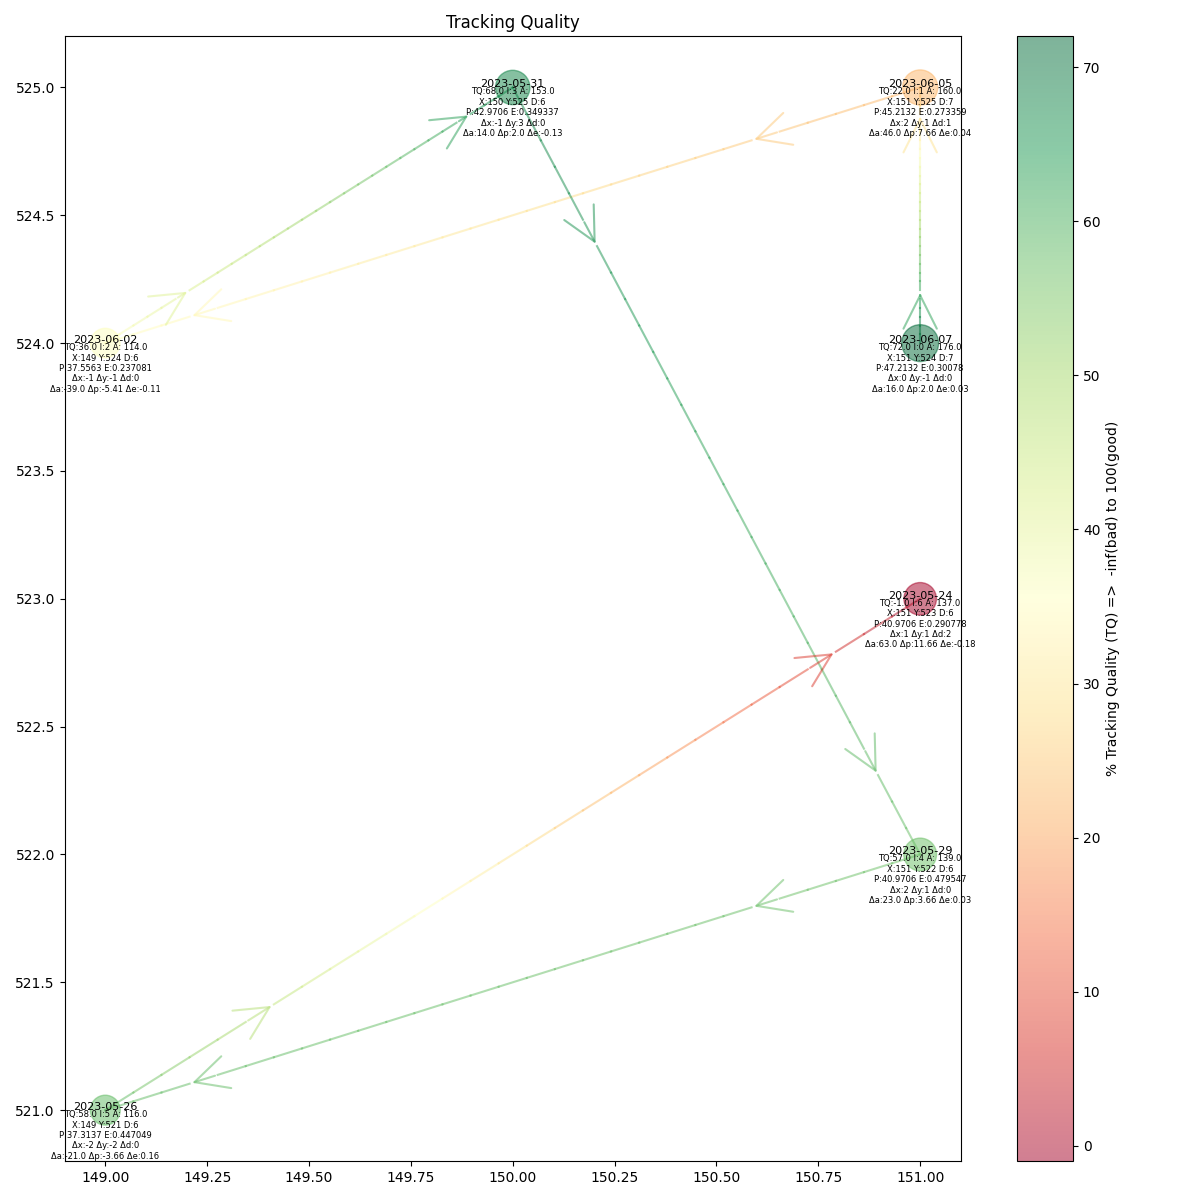 Tracking Quality
525.0
524.5
524.0
523.5
523.0
522.5
522.0
521.5
521.0
149.00
149.25
149.50
149.75
150.00
150.25
150.50
150.75
151.00
2023-05-31
TQ:68.0 I:3 A: 153.0
X:150 Y:525 D:6
P:42.9706 E:0.349337
Δx:-1 Δy:3 Δd:0
Δa:14.0 Δp:2.0 Δe:-0.13
2023-06-05
TQ:22.0 I:1 A: 160.0
X:151 Y:525 D:7
P:45.2132 E:0.273359
Δx:2 Δy:1 Δd:1
Δa:46.0 Δp:7.66 Δe:0.04
2023-06-02
TQ:36.0 I:2 A: 114.0
X:149 Y:524 D:6
P:37.5563 E:0.237081
Δx:-1 Δy:-1 Δd:0
Δa:-39.0 Δp:-5.41 Δe:-0.11
2023-06-07
TQ:72.0 I:0 A: 176.0
X:151 Y:524 D:7
P:47.2132 E:0.30078
Δx:0 Δy:-1 Δd:0
Δa:16.0 Δp:2.0 Δe:0.03
2023-05-24
TQ:-1.0 I:6 A: 137.0
X:151 Y:523 D:6
P:40.9706 E:0.290778
Δx:1 Δy:1 Δd:2
Δa:63.0 Δp:11.66 Δe:-0.18
2023-05-29
TQ:57.0 I:4 A: 139.0
X:151 Y:522 D:6
P:40.9706 E:0.479547
Δx:2 Δy:1 Δd:0
Δa:23.0 Δp:3.66 Δe:0.03
2023-05-26
TQ:58.0 I:5 A: 116.0
X:149 Y:521 D:6
P:37.3137 E:0.447049
Δx:-2 Δy:-2 Δd:0
Δa:-21.0 Δp:-3.66 Δe:0.16
70
60
50
40
30
20
10
0
% Tracking Quality (TQ) =>  -inf(bad) to 100(good)